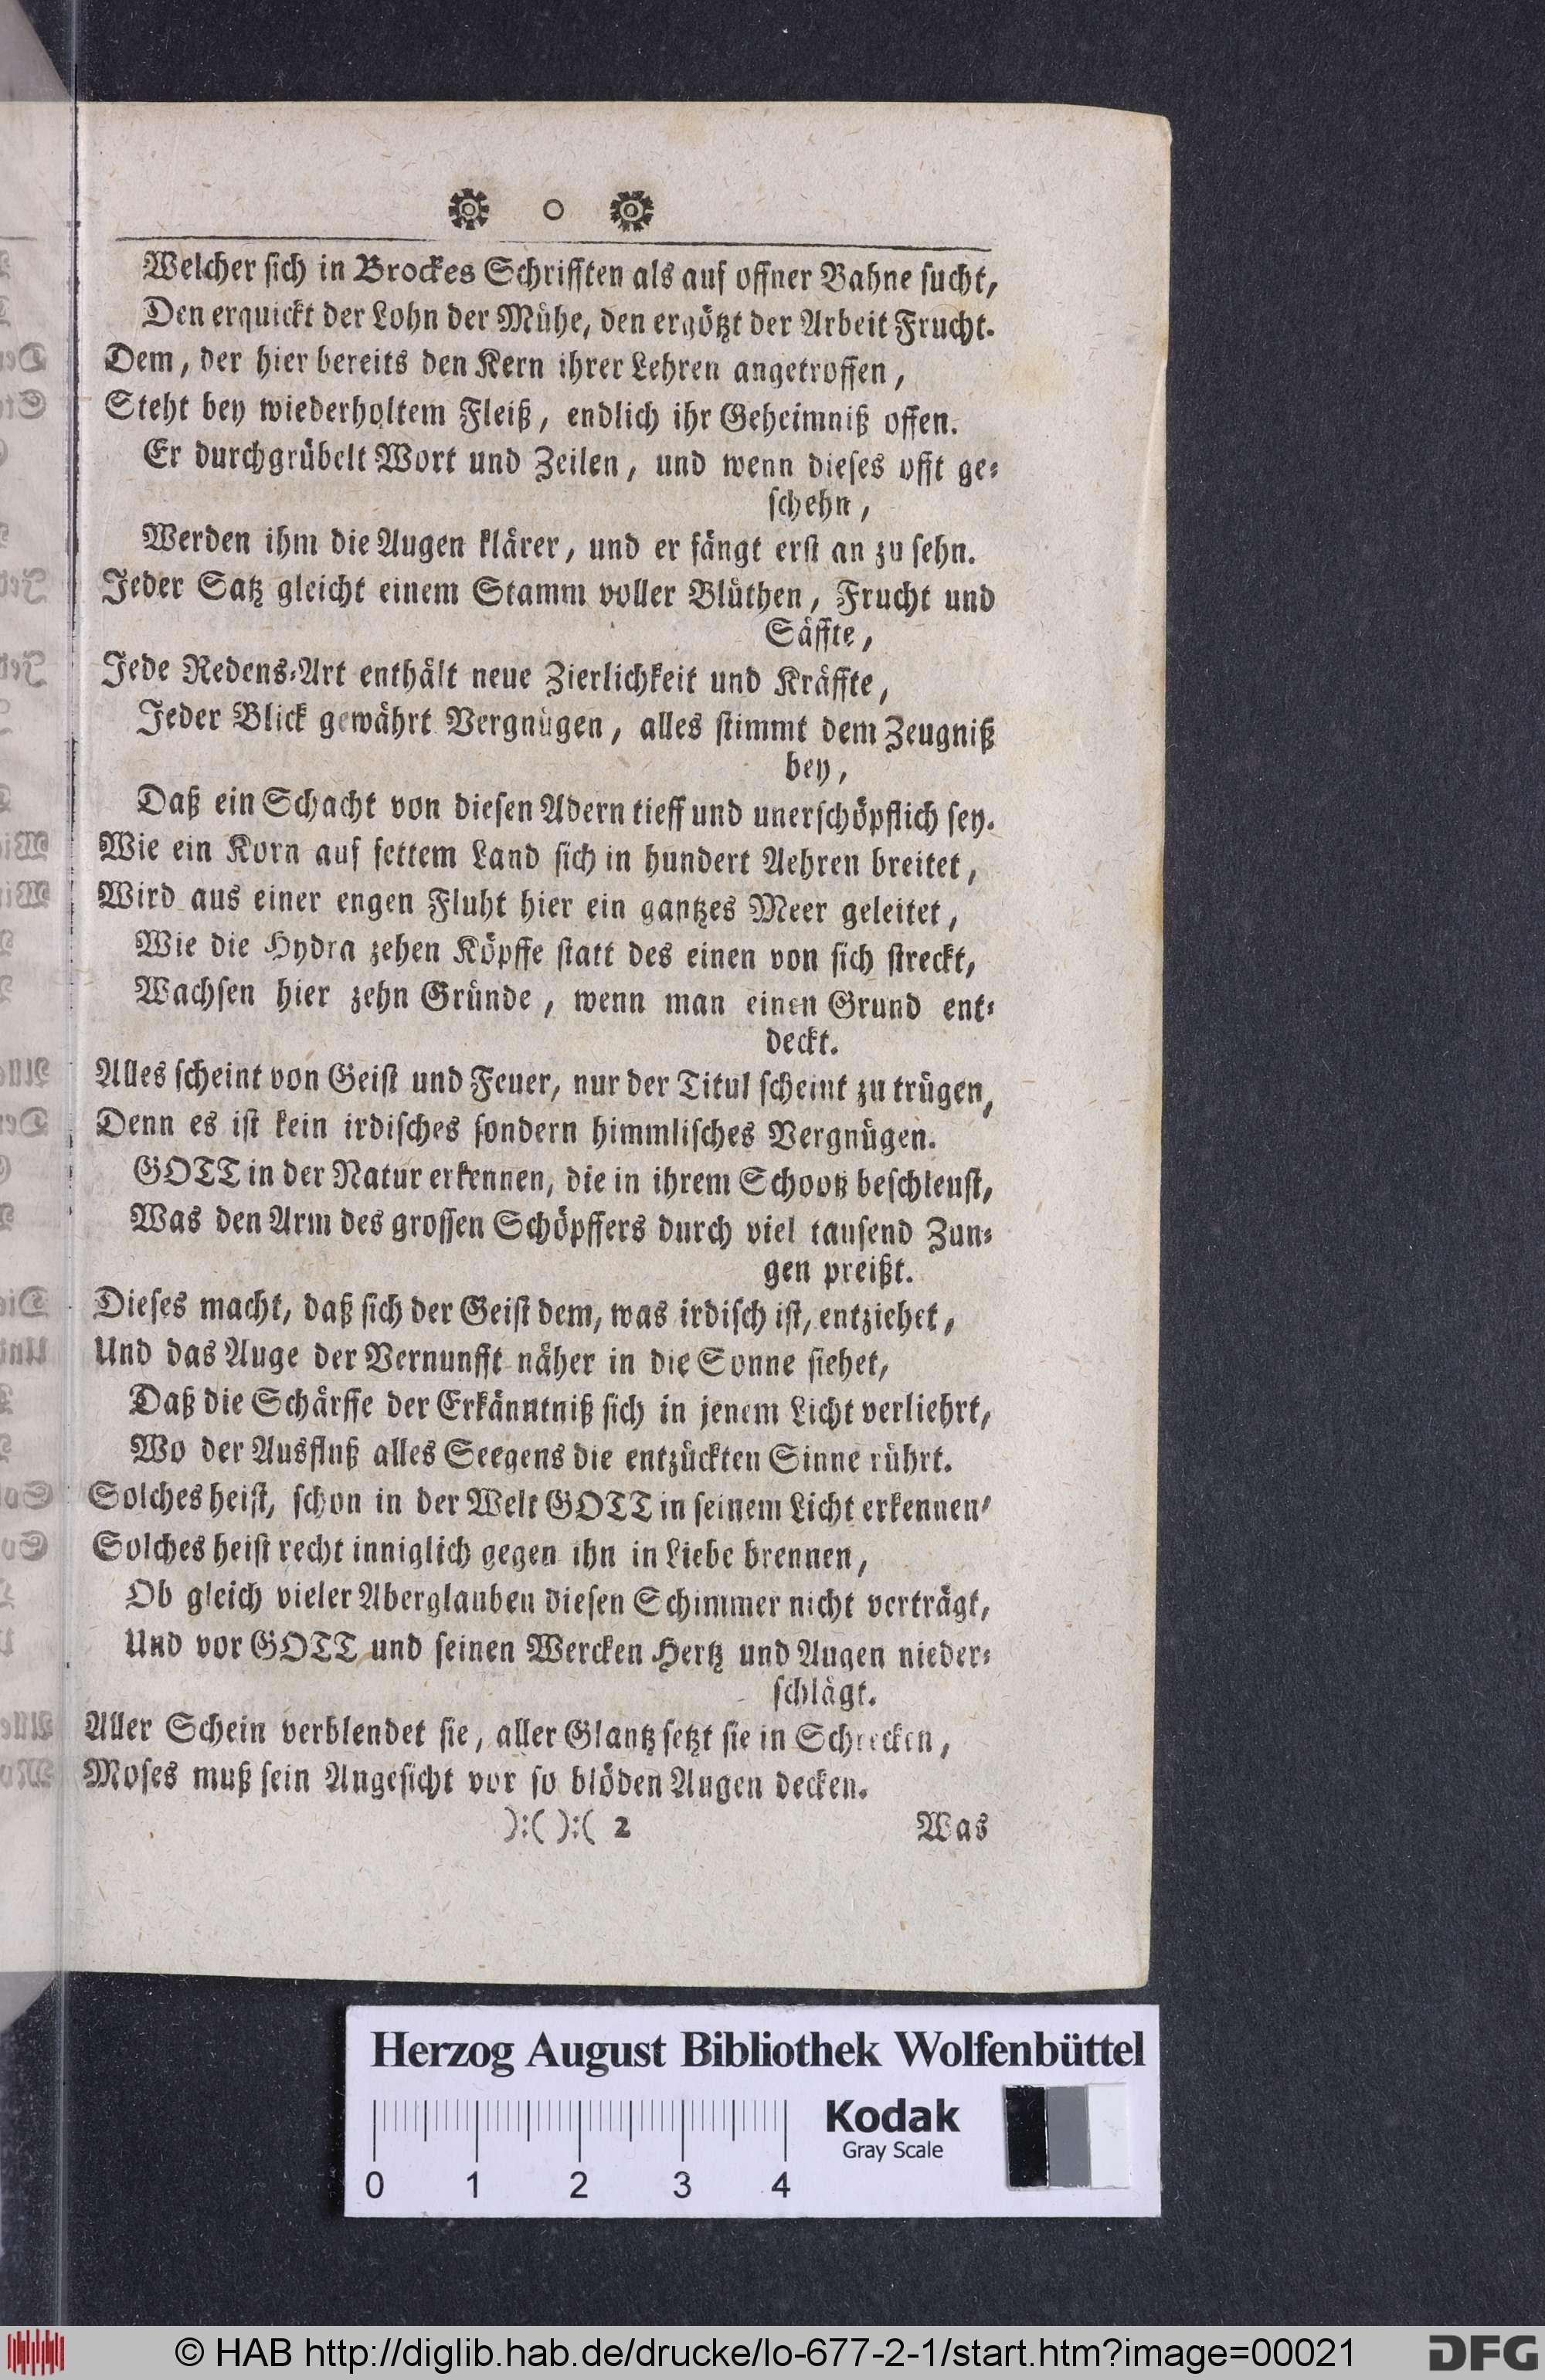 Welcher sich in Brockes Schrifften als auf offner Bahne sucht,
Den erquickt der Lohn der Mühe, den ergötzt der Arbeit Frucht.
Dem, der hier bereits den Kern ihrer Lehren angetroffen,
Steht bey wiederholtem Fleiß, endlich ihr Geheimniß offen.
Er durchgrübelt Wort und Zeilen, und wenn dieses offt ge⸗
schehn,
Werden ihm die Augen klärer, und er fängt erst an zu sehn.
Jeder Satz gleicht einem Stamm voller Blüthen, Frucht und
Säffte,
Jede Redens⸗Art enthält neue Zierlichkeit und Kräffte,
Jeder Blick gewährt Vergnügen, alles stimmt dem Zeugniß
bey,
Daß ein Schacht von diesen Adern tieff und unerschöpflich sey.
Wie ein Korn auf fettem Land sich in hundert Aehren breitet,
Wird aus einer engen Fluht hier ein gantzes Meer geleitet,
Wie die Hydra zehen Köpffe statt des einen von sich streckt,
Wachsen hier zehn Gründe, wenn man einen Grund ent⸗
deckt.
Alles scheint von Geist und Feuer, nur der Titul scheint zu trügen,
Denn es ist kein irdisches sondern himmlisches Vergnügen.
GOTT in der Natur erkennen, die in ihrem Schooß beschleust,
Was den Arm des grossen Schöpffers durch viel tausend Zun⸗
gen preißt.
Dieses macht, daß sich der Geist dem, was irdisch ist, entziehet,
Und das Auge der Vernunfft näher in die Sonne siehet,
Daß die Schärffe der Erkänntniß sich in jenem Licht verliehrt,
Wo der Ausfluß alles Seegens die entzückten Sinne rührt.
Solches heist, schon in der Welt GOTT in seinem Licht erkennen,
Solches heist recht inniglich gegen ihn in Liebe brennen,
Ob gleich vieler Aberglauben diesen Schimmer nicht verträgt,
Und vor GOTT und seinen Wercken Hertz und Augen nieder⸗
schlägt.
Aller Schein verblendet sie, aller Glantz setzt sie in Schrecken,
Moses muß sein Angesicht vor so blöden Augen decken.
):( ):( 2
Was
Herzog August Bibliothek Wolfenbüttel
Kodak
Gray Scale
0 1 2 3 4
© HAB http://diglib.hab.de/drucke/lo-677-2-1/start.htm?image=00021
DFG